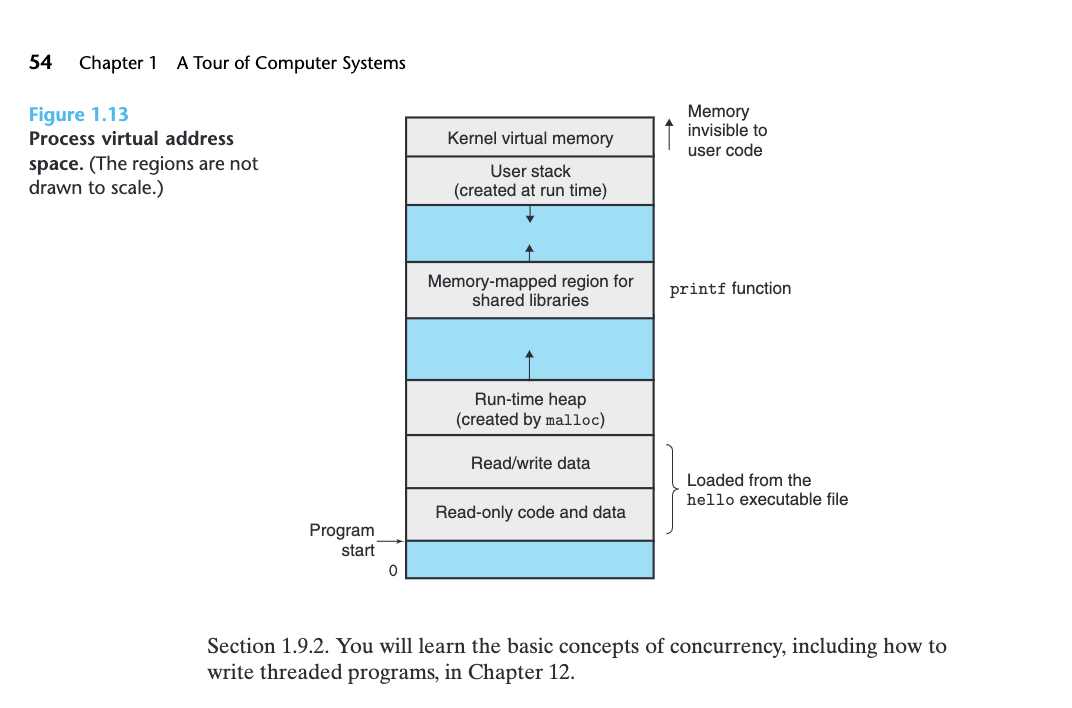 54 Chapter 1 A Tour of Computer Systems
Figure 1.13
Process virtual address
space. (The regions are not
drawn to scale.)
Memory
invisible to
user code
Kernel virtual memory
User stack
(created at run time)
Memory-mapped region for
shared libraries
printf function
Run-time heap
(created by malloc)
Read/write data
Loaded from the
hello executable file
Read-only code and data
Program
start
0
Section 1.9.2. You will learn the basic concepts of concurrency, including how to
write threaded programs, in Chapter 12.